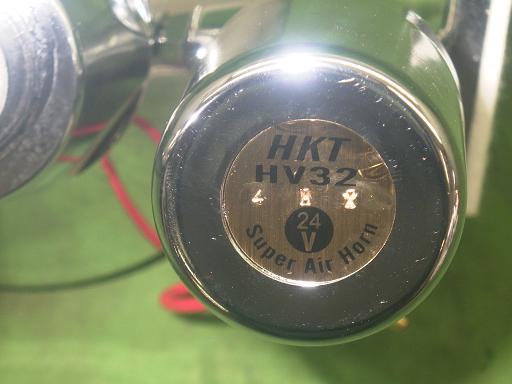 HKT
HV32
24
V
Super Air Horn